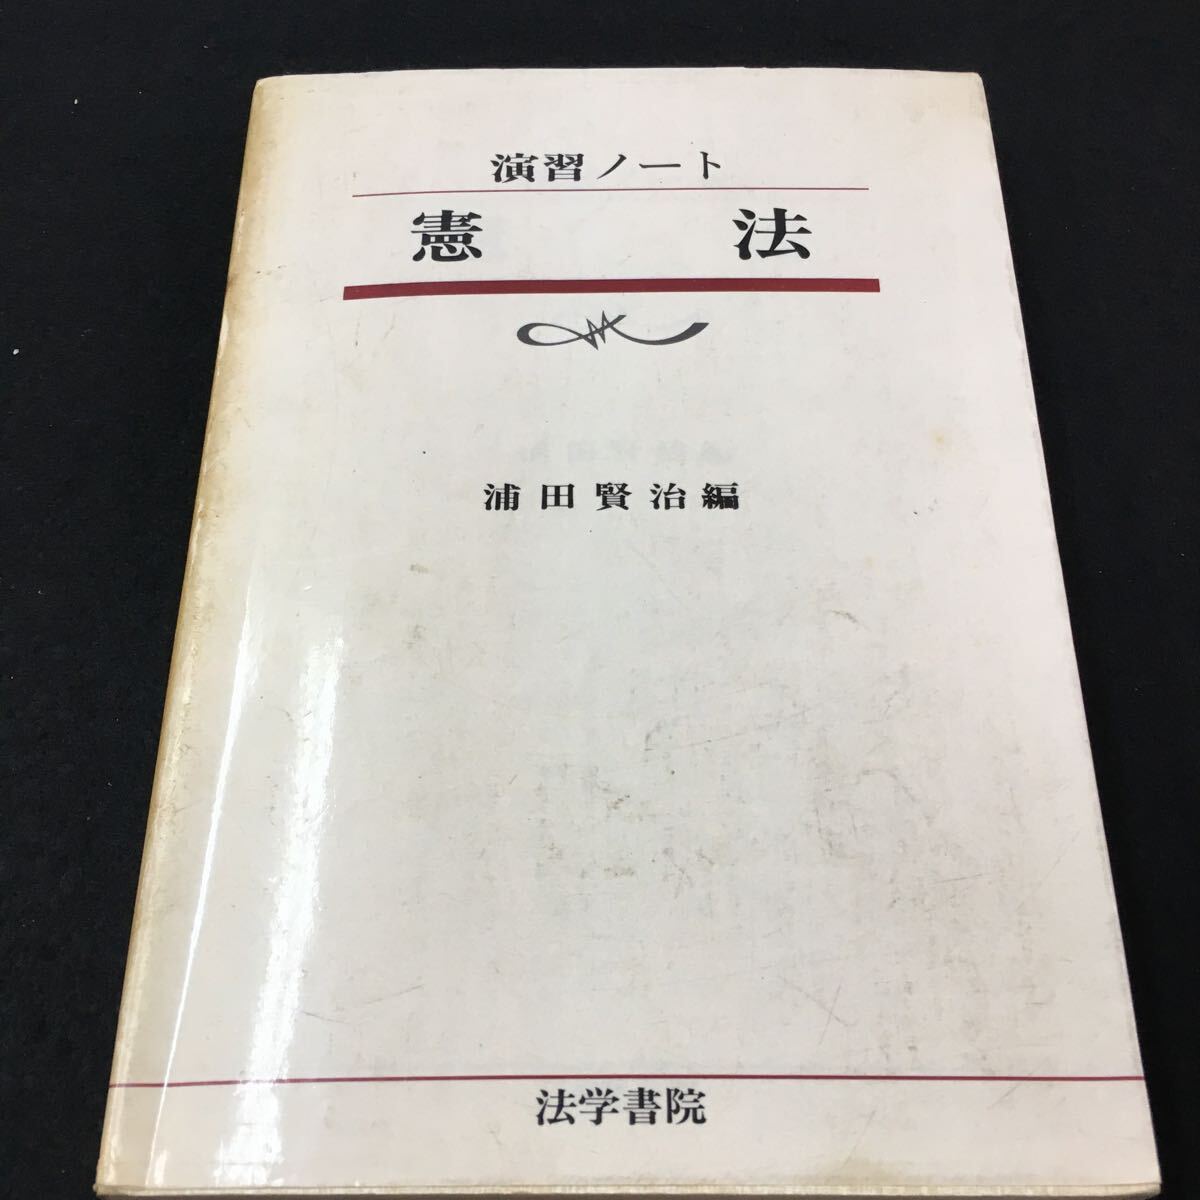 演習ノート
憲法
浦田賢治編
法学書院